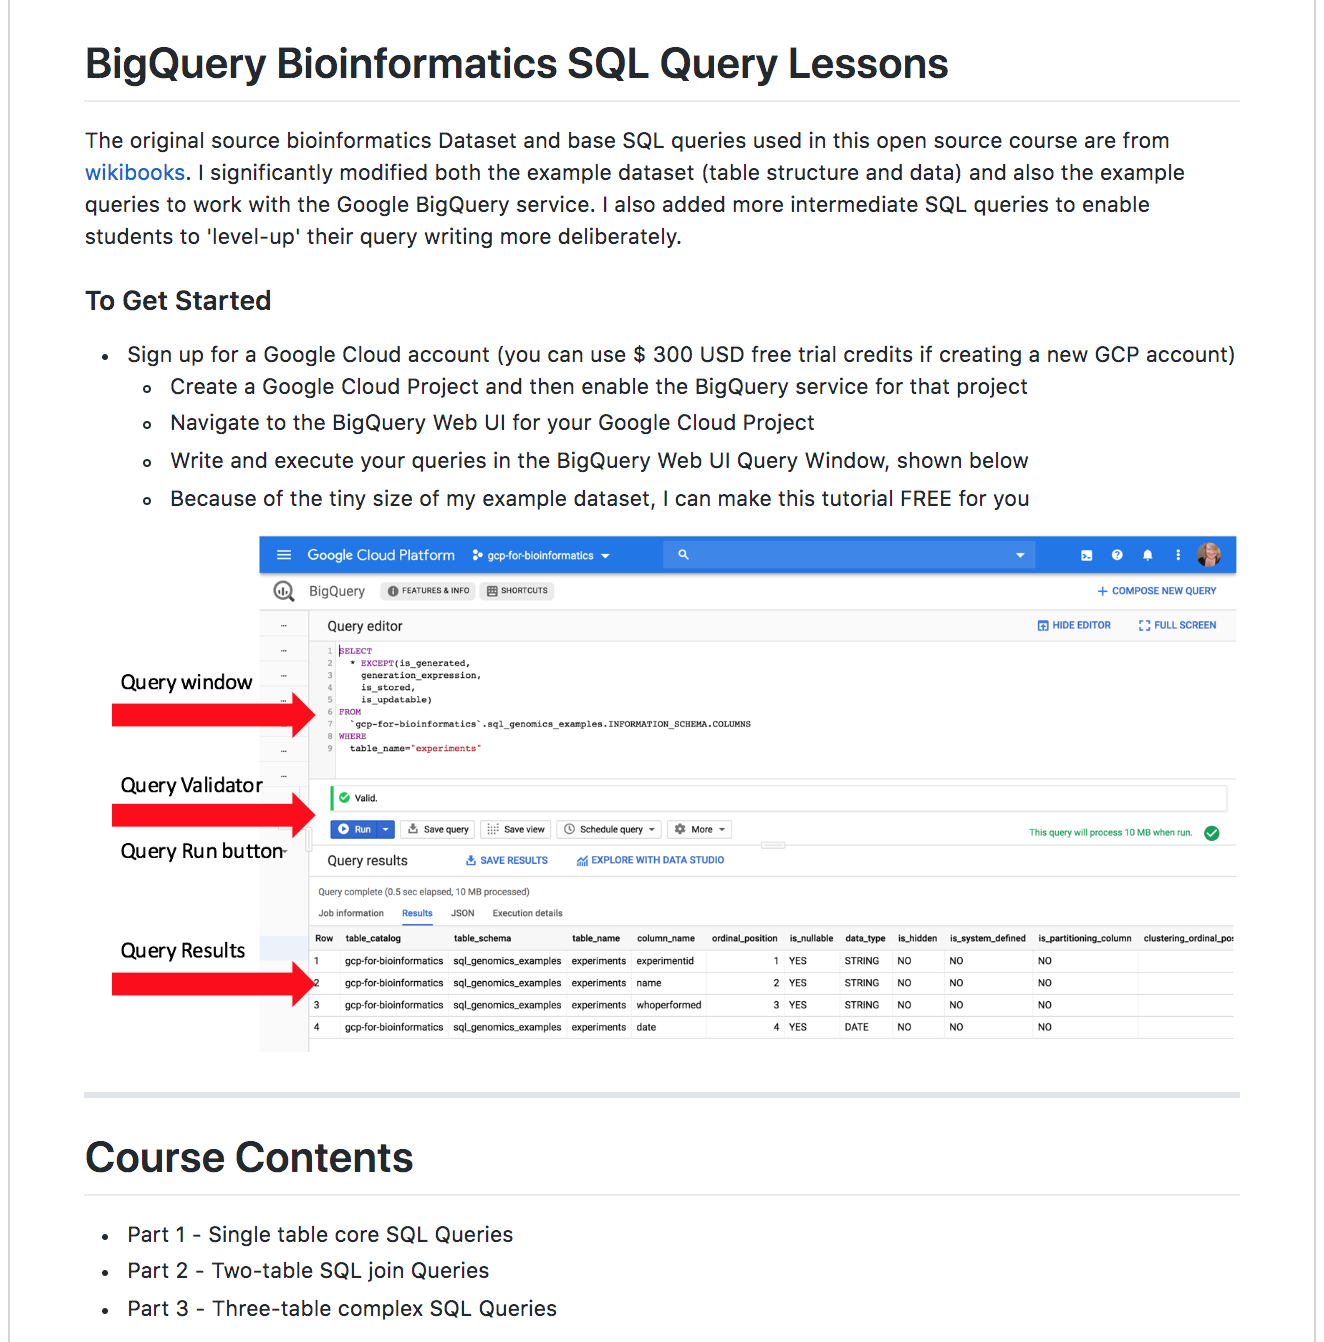 BigQuery Bioinformatics SQL Query Lessons
The original source bioinformatics Dataset and base SQL queries used in this open source course are from
wikibooks. I significantly modified both the example dataset (table structure and data) and also the example
queries to work with the Google BigQuery service. I also added more intermediate SQL queries to enable
students to 'level-up' their query writing more deliberately.
To Get Started
• Sign up for a Google Cloud account (you can use $ 300 USD free trial credits if creating a new GCP account)
◦ Create a Google Cloud Project and then enable the BigQuery service for that project
◦ Navigate to the BigQuery Web UI for your Google Cloud Project
◦ Write and execute your queries in the BigQuery Web UI Query Window, shown below
◦ Because of the tiny size of my example dataset, I can make this tutorial FREE for you
Google Cloud Platform gcp-for-bioinformatics
BigQuery FEATURES & INFO SHORTCUTS + COMPOSE NEW QUERY
Query editor HIDE EDITOR FULL SCREEN
1 SELECT
2 * EXCEPT(is_generated,
3 generation_expression,
4 is_stored,
5 is_updatable)
6 FROM
7 `gcp-for-bioinformatics`.sql_genomics_examples.INFORMATION_SCHEMA.COLUMNS
8 WHERE
9 table_name="experiments"
Query window
Query Validator
Valid.
Run Save query Save view Schedule query More This query will process 10 MB when run.
Query Run button
Query results SAVE RESULTS EXPLORE WITH DATA STUDIO
Query complete (0.5 sec elapsed, 10 MB processed)
Job information Results JSON Execution details
Query Results
Row table_catalog table_schema table_name column_name ordinal_position is_nullable data_type is_hidden is_system_defined is_partitioning_column clustering_ordinal_pos
1 gcp-for-bioinformatics sql_genomics_examples experiments experimentid 1 YES STRING NO NO NO
2 gcp-for-bioinformatics sql_genomics_examples experiments name 2 YES STRING NO NO NO
3 gcp-for-bioinformatics sql_genomics_examples experiments whoperformed 3 YES STRING NO NO NO
4 gcp-for-bioinformatics sql_genomics_examples experiments date 4 YES DATE NO NO NO
Course Contents
• Part 1 - Single table core SQL Queries
• Part 2 - Two-table SQL join Queries
• Part 3 - Three-table complex SQL Queries